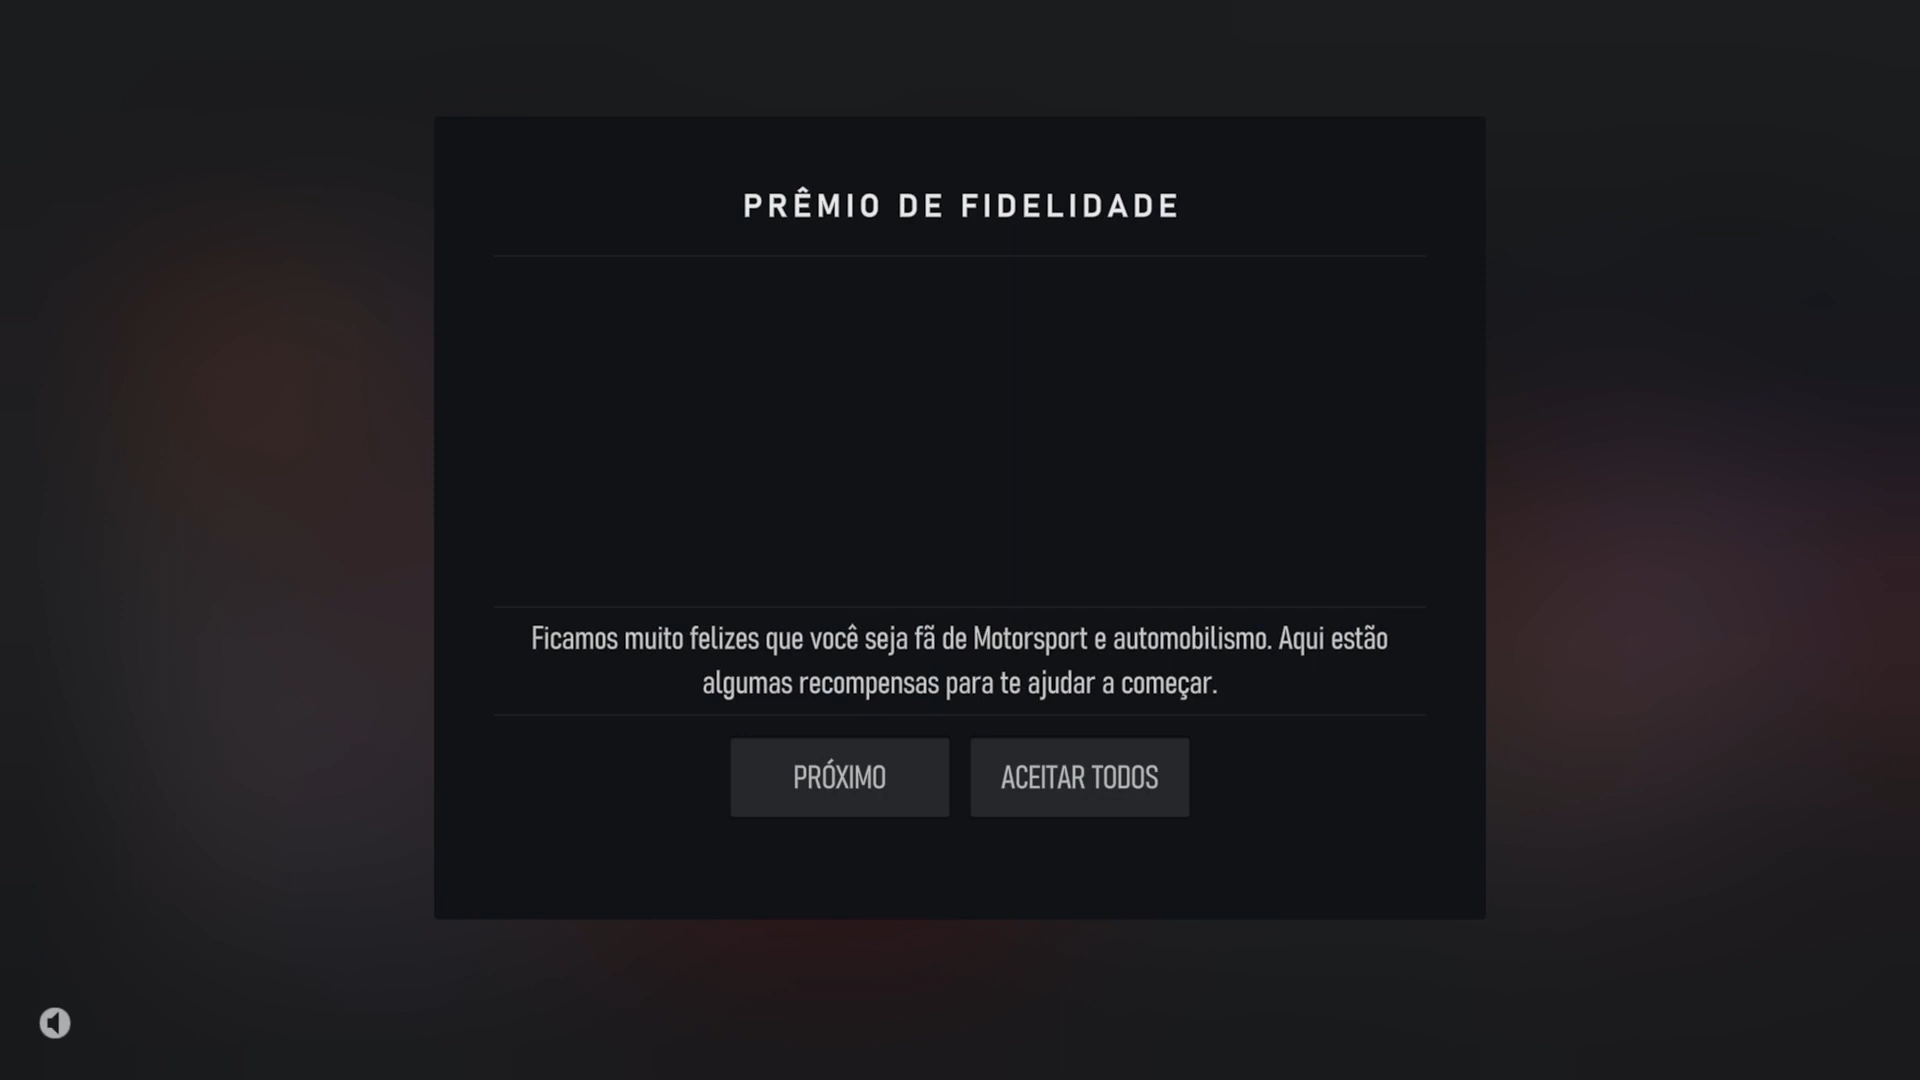 PRÊMIO DE FIDELIDADE
Ficamos muito felizes que você seja fã de Motorsport e automobilismo. Aqui estão
algumas recompensas para te ajudar a começar.
PRÓXIMO
ACEITAR TODOS